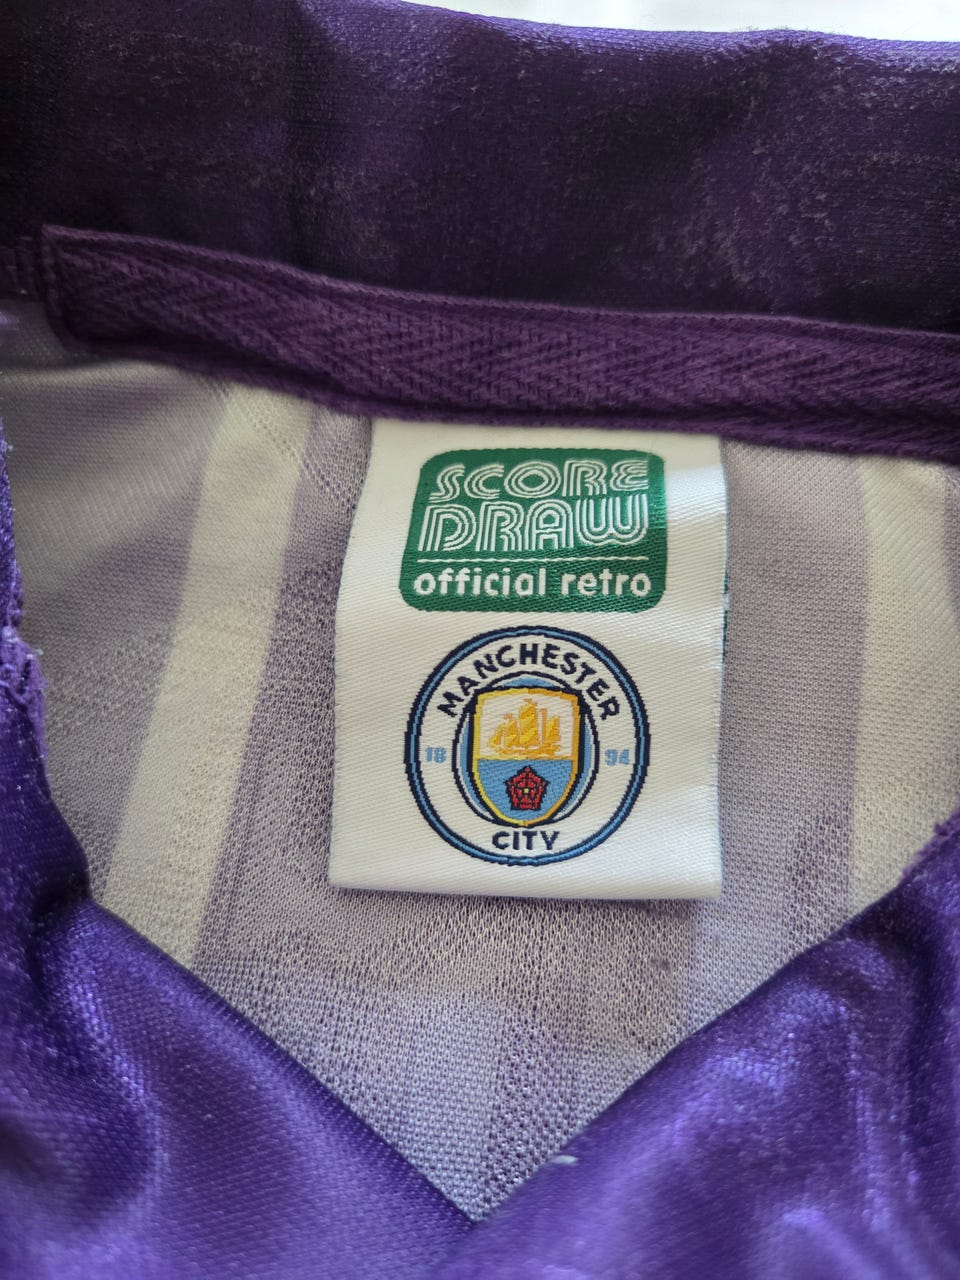 SCORE
DRAW
official retro
MANCHESTER
18 94
CITY